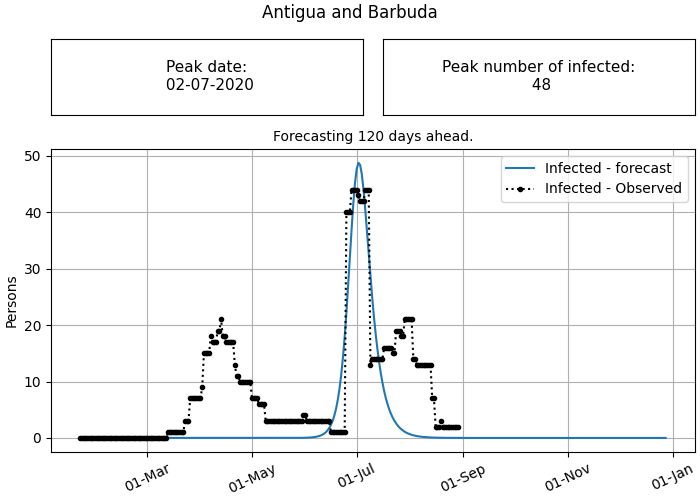 Antigua and Barbuda
Peak date:
02-07-2020
Peak number of infected:
48
Forecasting 120 days ahead.
Infected - forecast
Infected - Observed
Persons
50
40
30
20
10
0
01-Mar
01-May
01-Jul
01-Sep
01-Nov
01-Jan